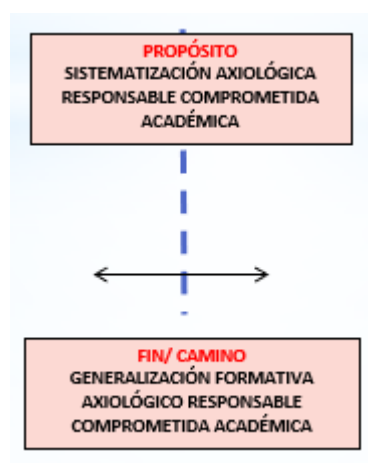 PROPÓSITO
SISTEMATIZACIÓN AXIOLÓGICA
RESPONSABLE COMPROMETIDA
ACADÉMICA
FIN/ CAMINO
GENERALIZACIÓN FORMATIVA
AXIOLÓGICO RESPONSABLE
COMPROMETIDA ACADÉMICA